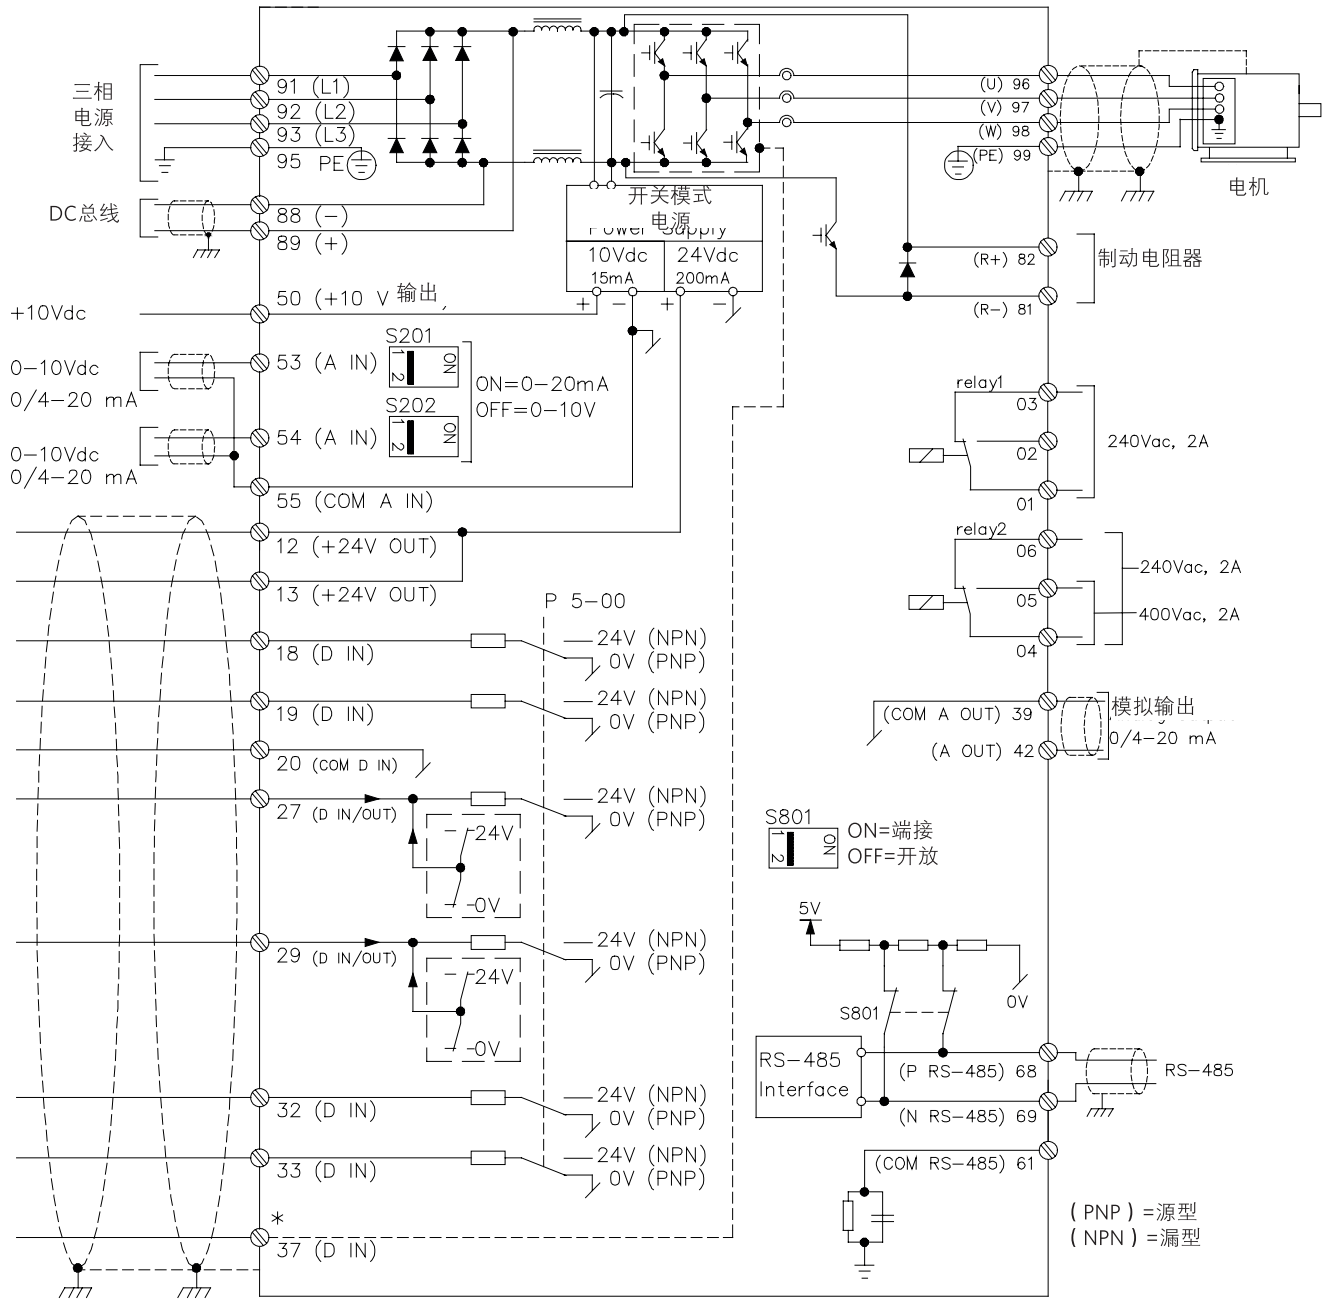 三相
电源
接入
91 (L1)
92 (L2)
93 (L3)
95 PE
DC总线
88 (−)
89 (+)
+10Vdc
50 (+10 V 输出
0−10Vdc
0/4−20 mA
53 (A IN)
S201
1 2 ON
ON=0−20mA
OFF=0−10V
S202
1 2 ON
0−10Vdc
0/4−20 mA
54 (A IN)
55 (COM A IN)
12 (+24V OUT)
13 (+24V OUT)
P 5-00
18 (D IN)
24V (NPN)
0V (PNP)
19 (D IN)
24V (NPN)
0V (PNP)
20 (COM D IN)
27 (D IN/OUT)
24V (NPN)
0V (PNP)
24V
0V
29 (D IN/OUT)
24V (NPN)
0V (PNP)
24V
0V
32 (D IN)
24V (NPN)
0V (PNP)
33 (D IN)
24V (NPN)
0V (PNP)
*
37 (D IN)
开关模式
电源
Power Supply
10Vdc
15mA
24Vdc
200mA
+ − + −
(U) 96
(V) 97
(W) 98
(PE) 99
电机
(R+) 82
(R−) 81
制动电阻器
relay1
03
02
01
240Vac, 2A
relay2
06
05
04
240Vac, 2A
400Vac, 2A
(COM A OUT) 39
(A OUT) 42
模拟输出
0/4−20 mA
S801
1 2 ON
ON=端接
OFF=开放
5V
0V
S801
RS−485
Interface
(P RS−485) 68
(N RS−485) 69
RS-485
(COM RS−485) 61
( PNP ) =源型
( NPN ) =漏型